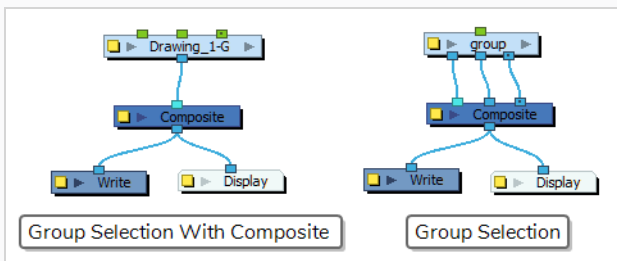 Drawing_1-G
group
Composite
Composite
Write
Display
Write
Display
Group Selection With Composite
Group Selection